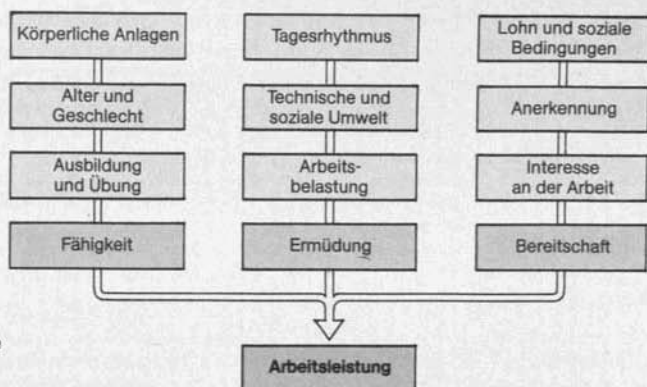 Körperliche Anlagen
Alter und
Geschlecht
Ausbildung
und Übung
Fähigkeit
Tagesrhythmus
Technische und
soziale Umwelt
Arbeits-
belastung
Ermüdung
Lohn und soziale
Bedingungen
Anerkennung
Interesse
an der Arbeit
Bereitschaft
Arbeitsleistung